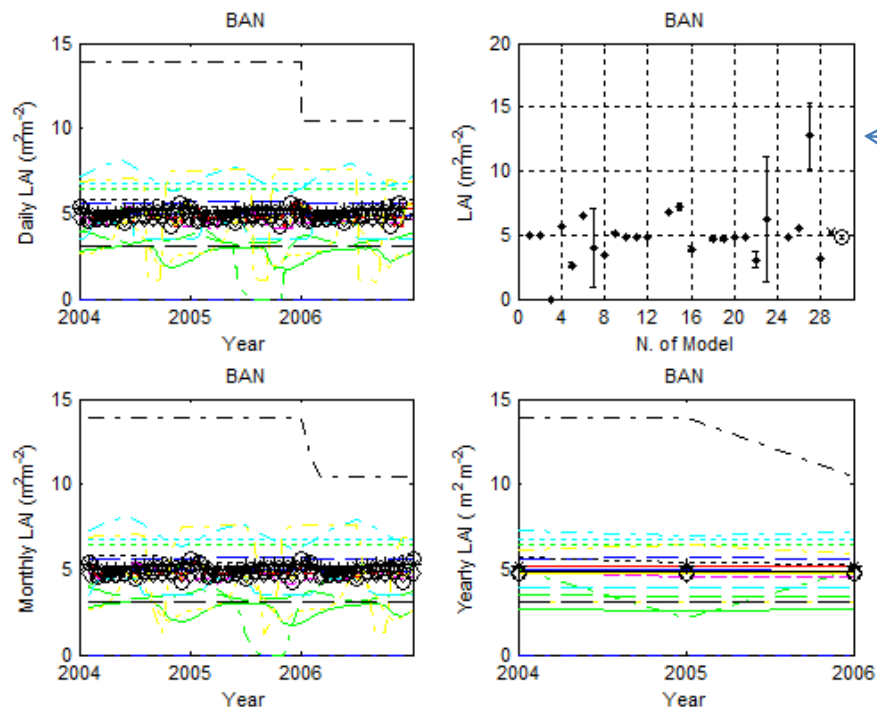 BAN
15
10
5
0
Daily LAI (m²m⁻²)
2004 2005 2006
Year
BAN
20
15
10
5
0
LAI (m²m⁻²)
0 4 8 12 16 20 24 28
N. of Model
BAN
15
10
5
0
Monthly LAI (m²m⁻²)
2004 2005 2006
Year
BAN
15
10
5
0
Yearly LAI ( m² m⁻²)
2004 2005 2006
Year